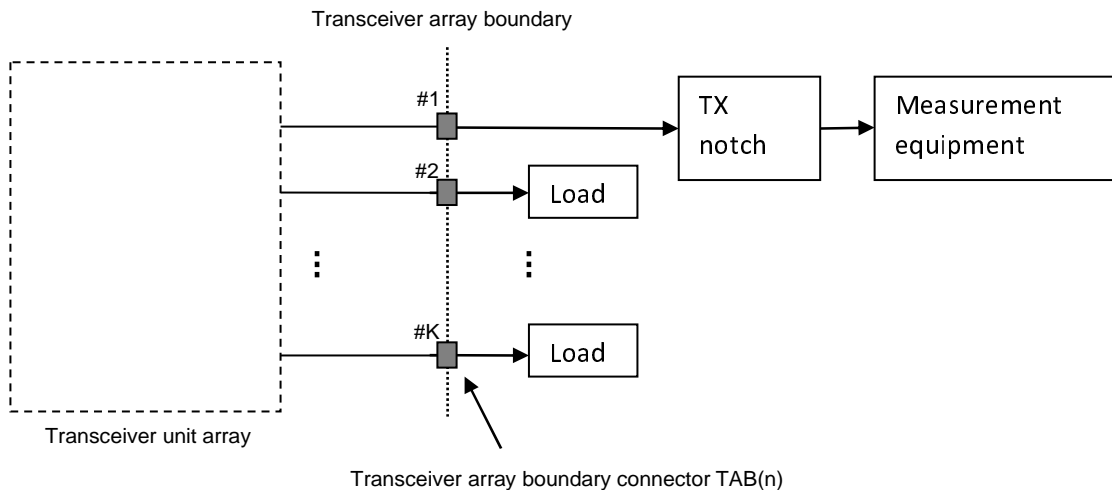 Transceiver array boundary
#1
TX
notch
Measurement
equipment
#2
Load
#K
Load
Transceiver unit array
Transceiver array boundary connector TAB(n)